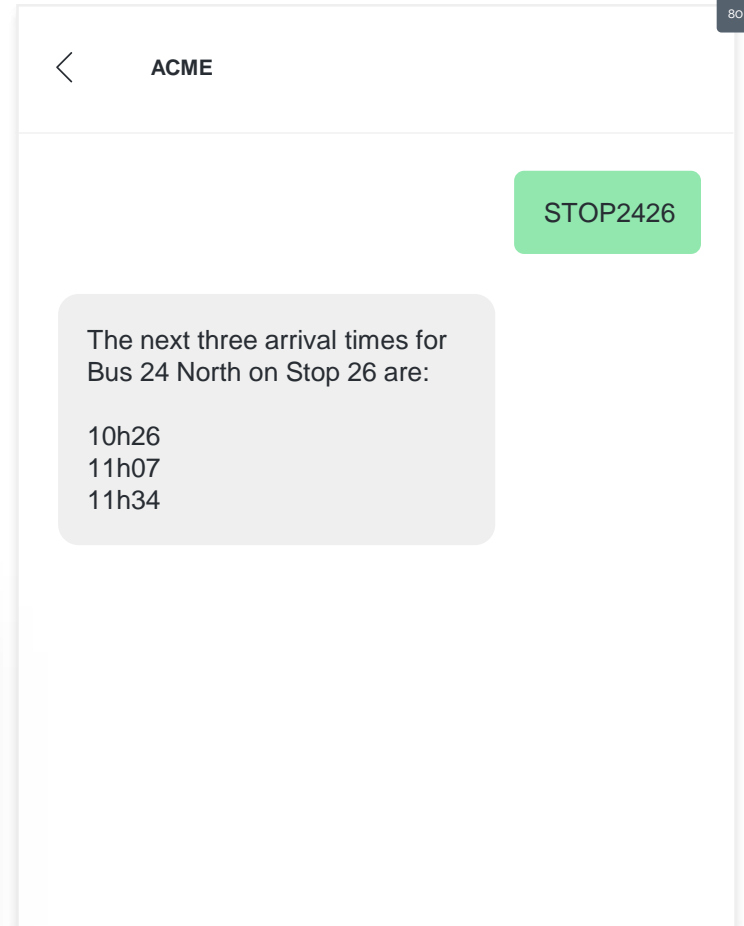 80
ACME
STOP2426
The next three arrival times for
Bus 24 North on Stop 26 are:
10h26
11h07
11h34